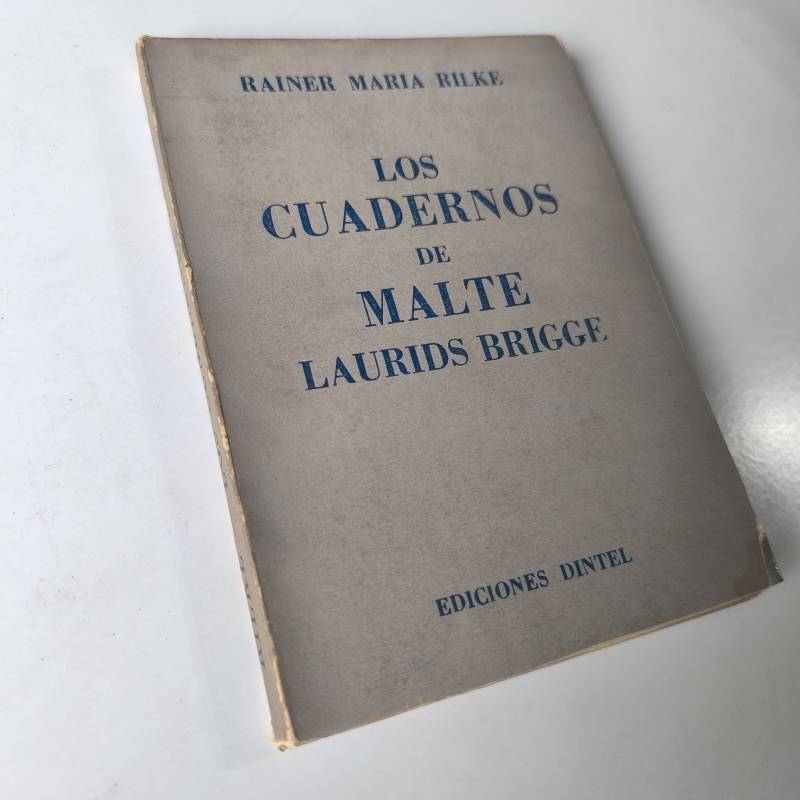 RAINER MARIA RILKE
LOS
CUADERNOS
DE
MALTE
LAURIDS BRIGGE
EDICIONES DINTEL